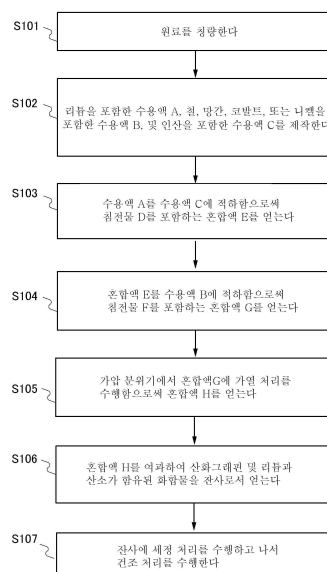 S101
원료를 칭량한다
S102
리튬을 포함한 수용액 A, 철, 망간, 코발트, 또는 니켈을
포함한 수용액 B, 및 인산을 포함한 수용액 C를 제작한다
S103
수용액 A를 수용액 C에 적하함으로써
침전물 D를 포함하는 혼합액 E를 얻는다
S104
혼합액 E를 수용액 B에 적하함으로써
침전물 F를 포함하는 혼합액 G를 얻는다
S105
가압 분위기에서 혼합액G에 가열 처리를
수행함으로써 혼합액 H를 얻는다
S106
혼합액 H를 여과하여 산화그래핀 및 리튬과
산소가 함유된 화합물을 잔사로서 얻는다
S107
잔사에 세정 처리를 수행하고 나서
건조 처리를 수행한다